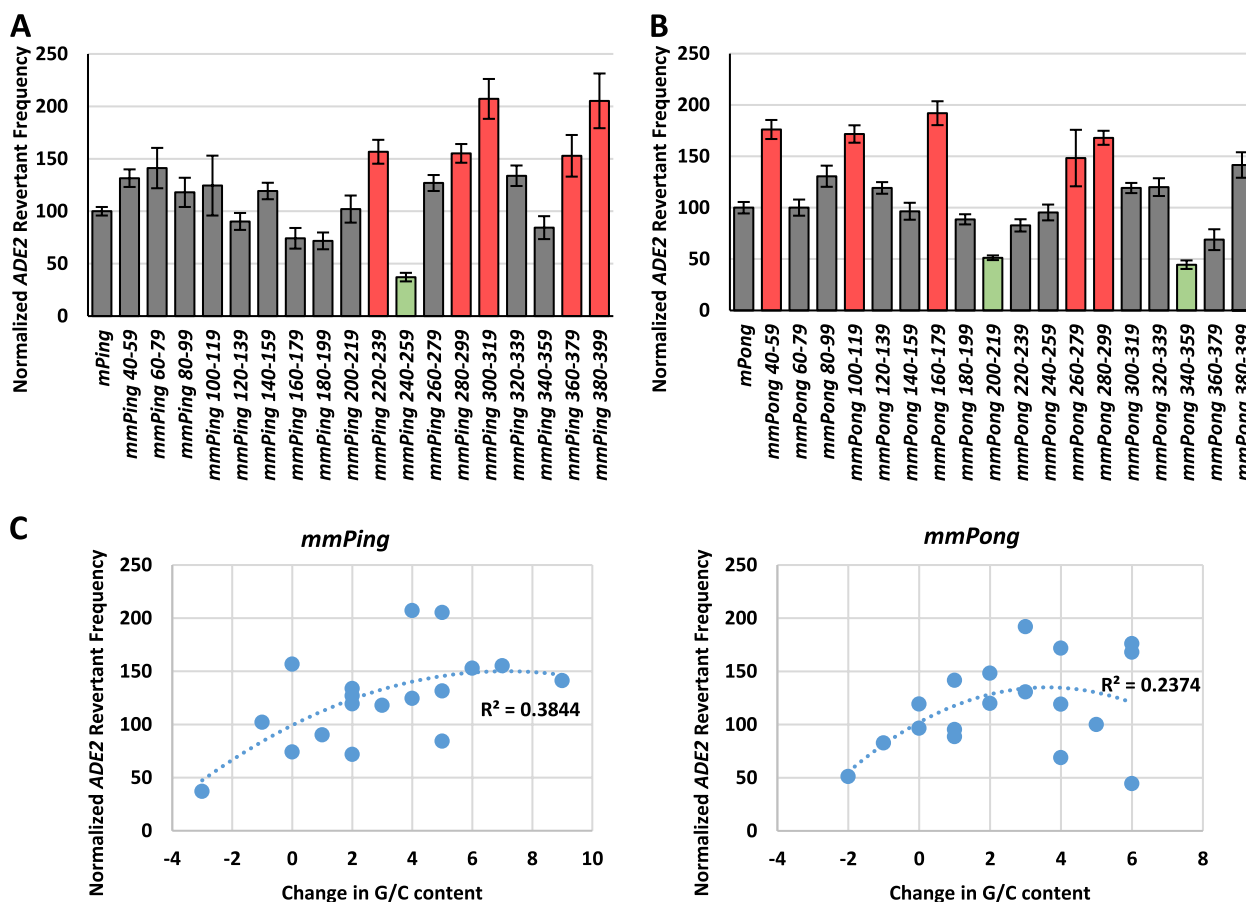 A
Normalized ADE2 Revertant Frequency
250
200
150
100
50
0
mPing
mmPing 40-59
mmPing 60-79
mmPing 80-99
mmPing 100-119
mmPing 120-139
mmPing 140-159
mmPing 160-179
mmPing 180-199
mmPing 200-219
mmPing 220-239
mmPing 240-259
mmPing 260-279
mmPing 280-299
mmPing 300-319
mmPing 320-339
mmPing 340-359
mmPing 360-379
mmPing 380-399
B
Normalized ADE2 Revertant Frequency
250
200
150
100
50
0
mPong
mmPong 40-59
mmPong 60-79
mmPong 80-99
mmPong 100-119
mmPong 120-139
mmPong 140-159
mmPong 160-179
mmPong 180-199
mmPong 200-219
mmPong 220-239
mmPong 240-259
mmPong 260-279
mmPong 280-299
mmPong 300-319
mmPong 320-339
mmPong 340-359
mmPong 360-379
mmPong 380-399
C
mmPing
Normalized ADE2 Revertant Frequency
250
200
150
100
50
0
R² = 0.3844
-4 -2 0 2 4 6 8 10
Change in G/C content
mmPong
Normalized ADE2 Revertant Frequency
250
200
150
100
50
0
R² = 0.2374
-4 -2 0 2 4 6 8
Change in G/C content